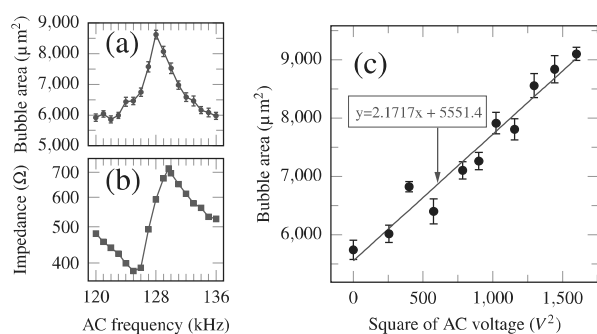 9,000
8,000
7,000
6,000
5,000
Bubble area (μm²)
(a)
700
600
500
400
Impedance (Ω)
(b)
120 128 136
AC frequency (kHz)
(c)
9,000
8,000
7,000
6,000
Bubble area (μm²)
y=2.1717x + 5551.4
0 500 1,000 1,500
Square of AC voltage (V²)